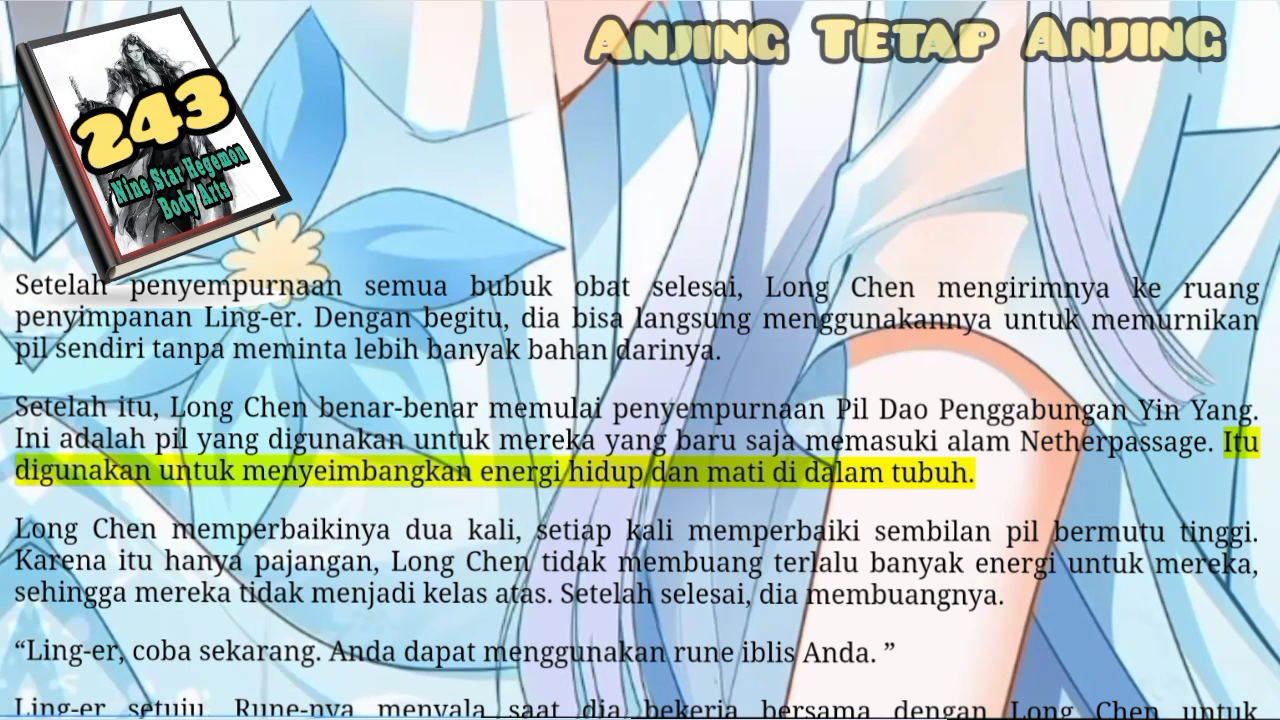 Anjing Tetap Anjing
243
Nine Star Hegemon
Body Arts
Setelah penyempurnaan semua bubuk obat selesai, Long Chen mengirimnya ke ruang
penyimpanan Ling-er. Dengan begitu, dia bisa langsung menggunakannya untuk memurnikan
pil sendiri tanpa meminta lebih banyak bahan darinya.
Setelah itu, Long Chen benar-benar memulai penyempurnaan Pil Dao Penggabungan Yin Yang.
Ini adalah pil yang digunakan untuk mereka yang baru saja memasuki alam Netherpassage. Itu
digunakan untuk menyeimbangkan energi hidup dan mati di dalam tubuh.
Long Chen memperbaikinya dua kali, setiap kali memperbaiki sembilan pil bermutu tinggi.
Karena itu hanya pajangan, Long Chen tidak membuang terlalu banyak energi untuk mereka,
sehingga mereka tidak menjadi kelas atas. Setelah selesai, dia membuangnya.
“Ling-er, coba sekarang. Anda dapat menggunakan rune iblis Anda. ”
Ling-er setuju. Rune-nya menyala saat dia bekerja bersama dengan Long Chen untuk